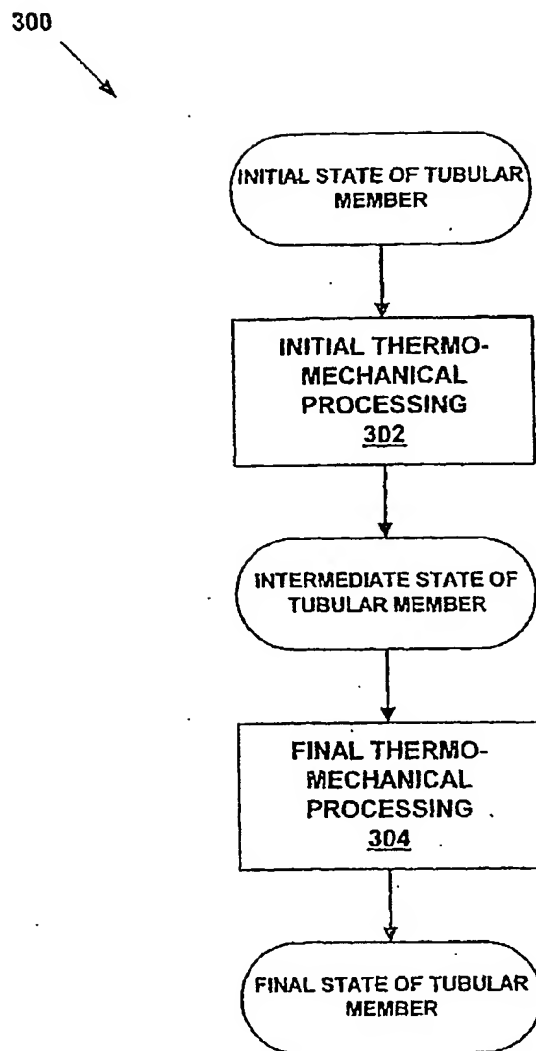 300
INITIAL STATE OF TUBULAR
MEMBER
INITIAL THERMO-
MECHANICAL
PROCESSING
302
INTERMEDIATE STATE OF
TUBULAR MEMBER
FINAL THERMO-
MECHANICAL
PROCESSING
304
FINAL STATE OF TUBULAR
MEMBER